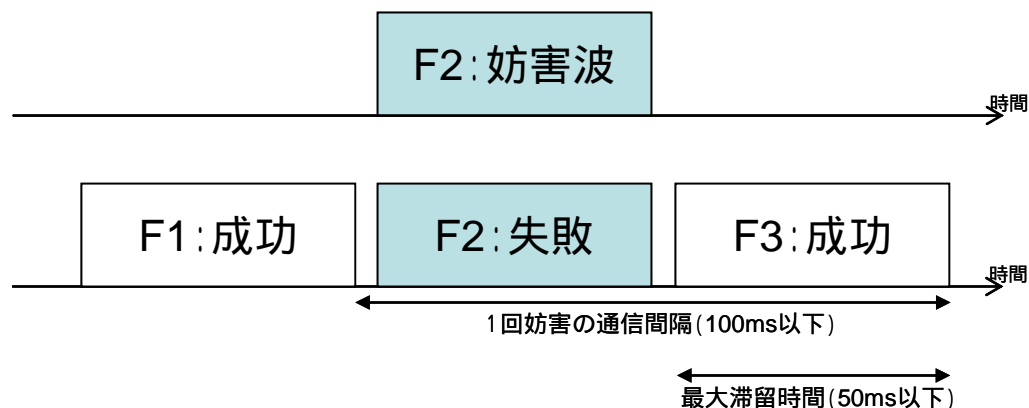 F2:妨害波
時間
F1:成功
F2:失敗
F3:成功
時間
1回妨害の通信間隔(100ms以下)
最大滞留時間(50ms以下)